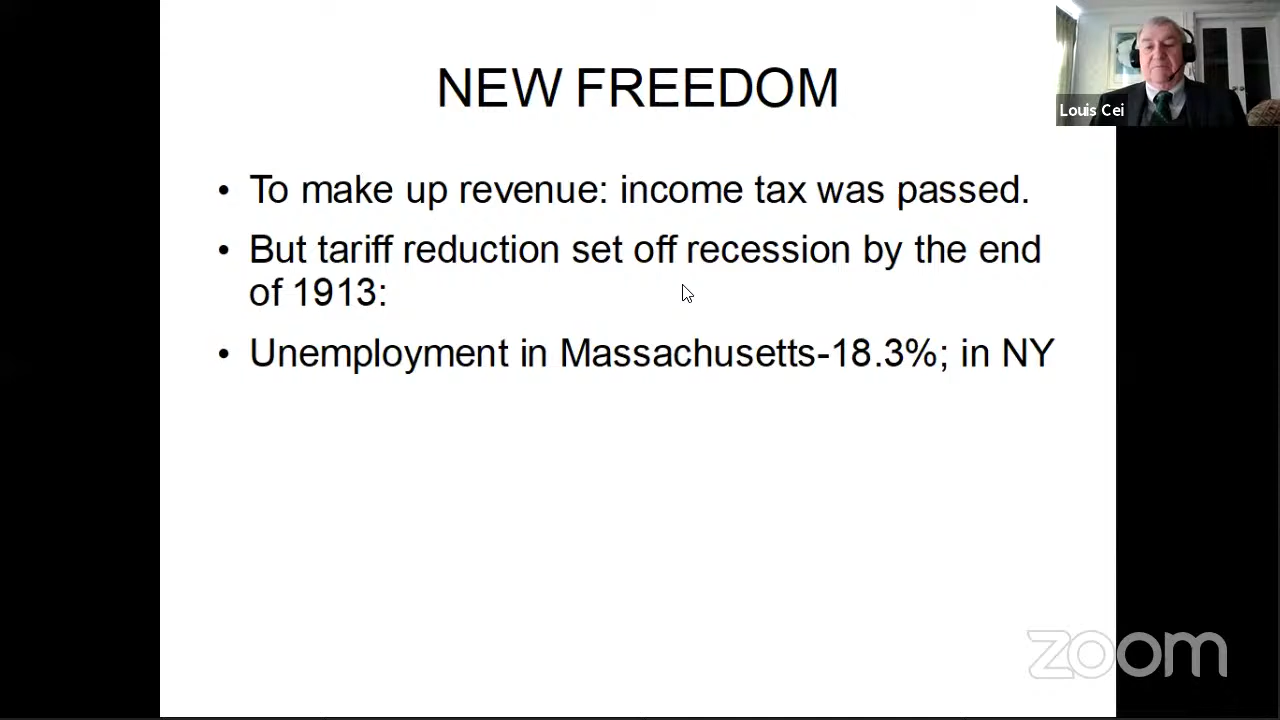 NEW FREEDOM
Louis Cei
• To make up revenue: income tax was passed.
• But tariff reduction set off recession by the end
of 1913:
• Unemployment in Massachusetts-18.3%; in NY
zoom